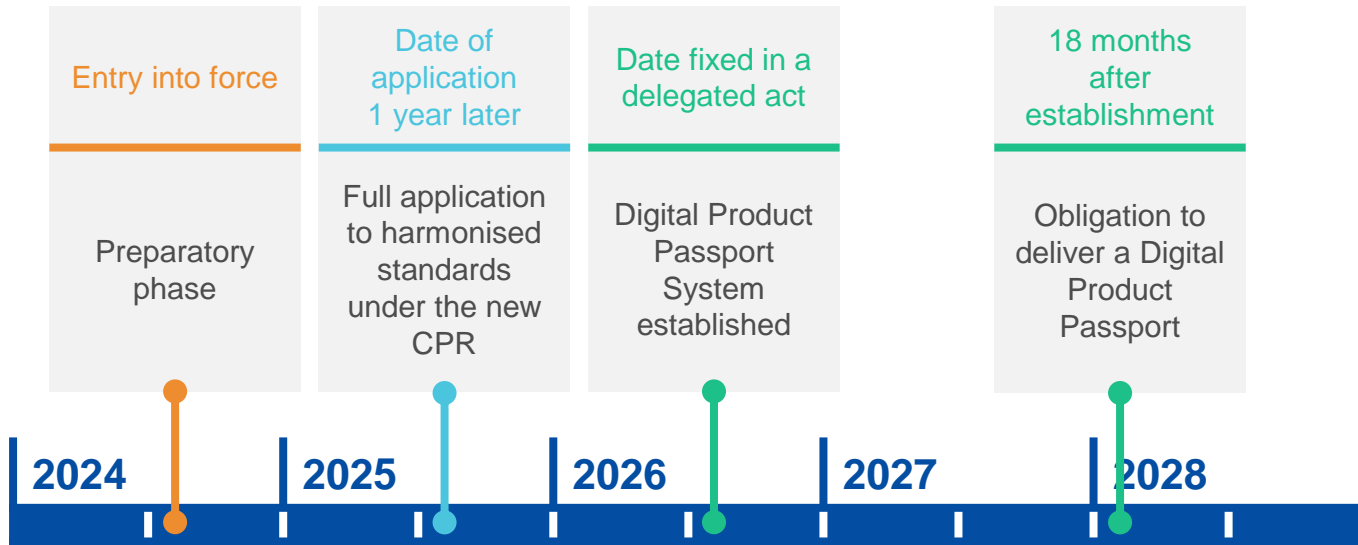 Entry into force
Preparatory
phase
Date of
application
1 year later
Full application
to harmonised
standards
under the new
CPR
Date fixed in a
delegated act
Digital Product
Passport
System
established
18 months
after
establishment
Obligation to
deliver a Digital
Product
Passport
2024
2025
2026
2027
2028